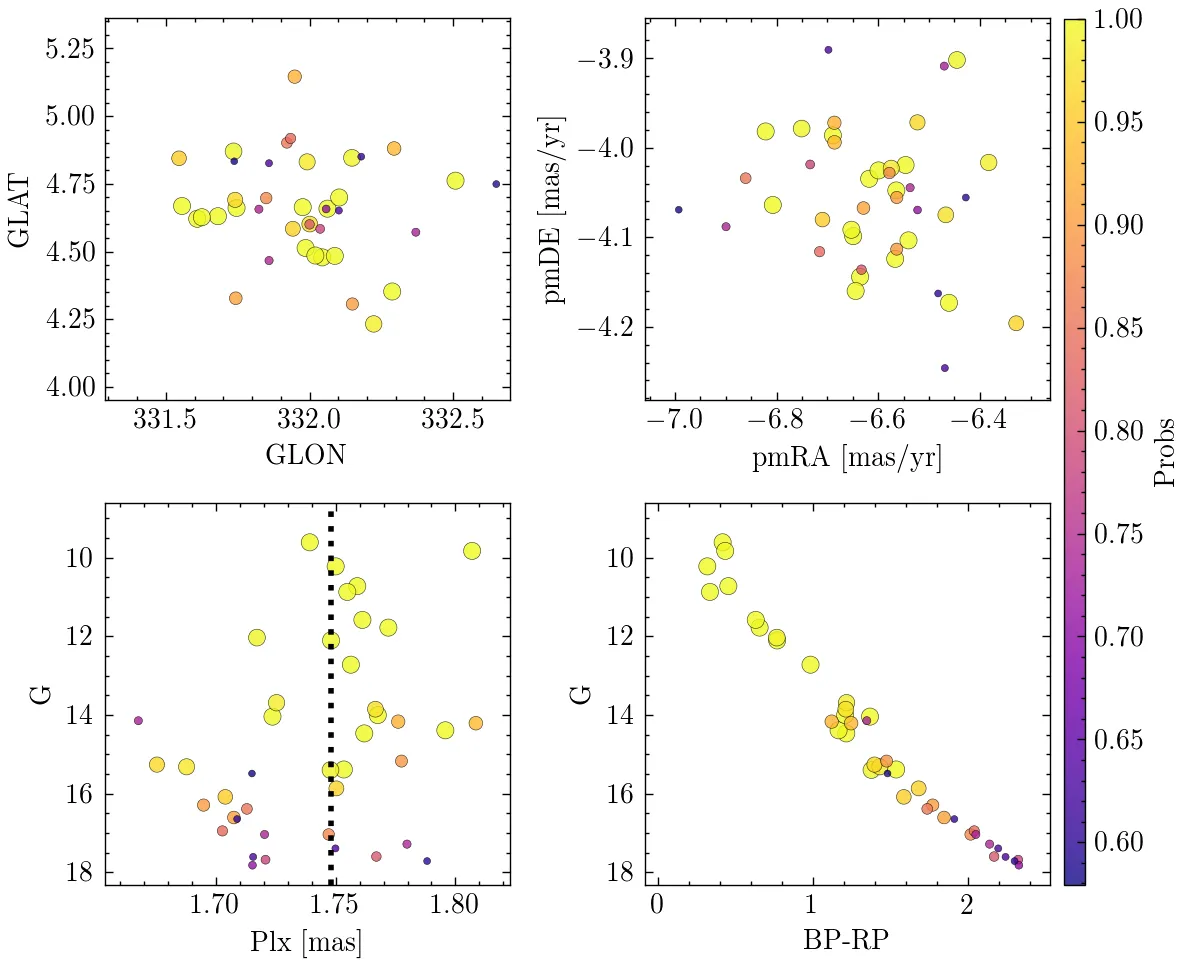 5.25
5.00
4.75
4.50
4.25
4.00
GLAT
331.5 332.0 332.5
GLON
−3.9
−4.0
−4.1
−4.2
pmDE [mas/yr]
−7.0 −6.8 −6.6 −6.4
pmRA [mas/yr]
10
12
14
16
18
G
1.70 1.75 1.80
Plx [mas]
10
12
14
16
18
G
0 1 2
BP-RP
1.00
0.95
0.90
0.85
0.80
0.75
0.70
0.65
0.60
Probs